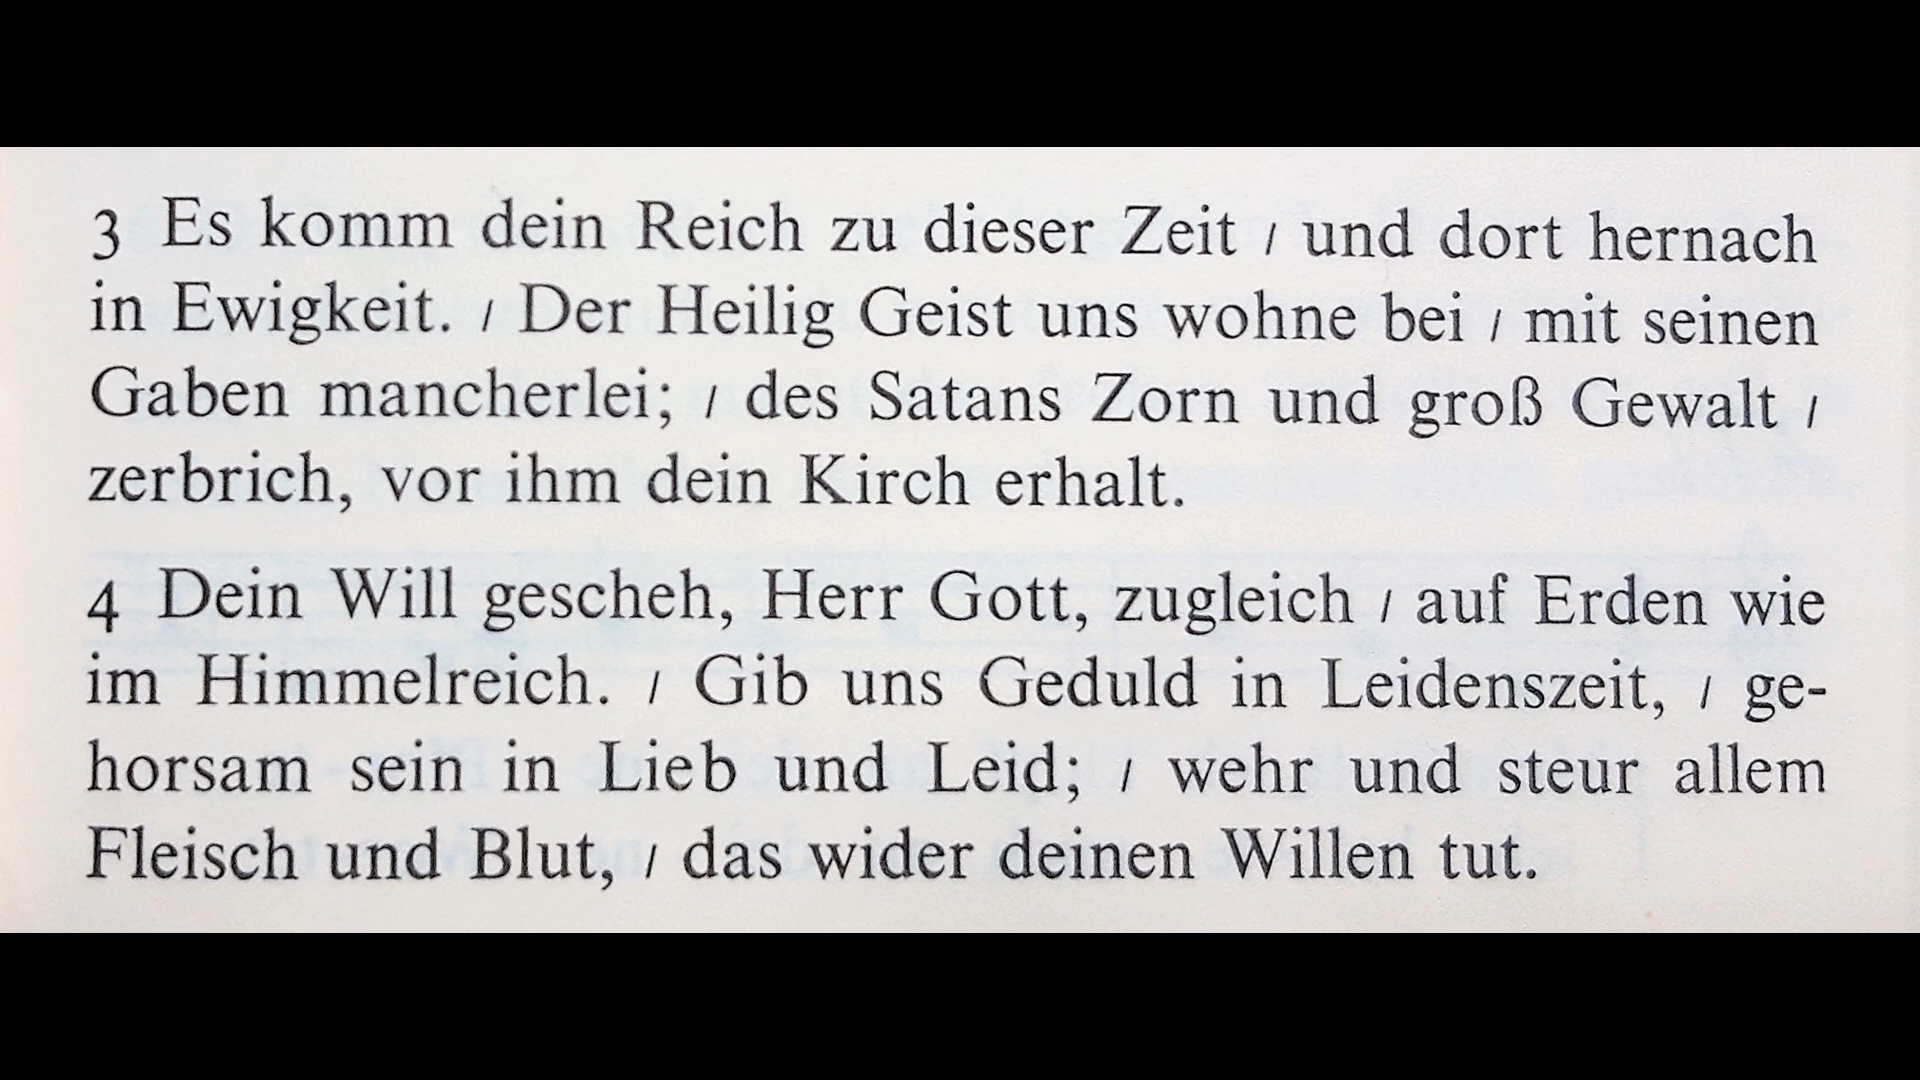 3 Es komm dein Reich zu dieser Zeit / und dort hernach
in Ewigkeit. / Der Heilig Geist uns wohne bei / mit seinen
Gaben mancherlei; / des Satans Zorn und groß Gewalt /
zerbrich, vor ihm dein Kirch erhalt.
4 Dein Will gescheh, Herr Gott, zugleich / auf Erden wie
im Himmelreich. / Gib uns Geduld in Leidenszeit, / ge-
horsam sein in Lieb und Leid; / wehr und steur allem
Fleisch und Blut, / das wider deinen Willen tut.